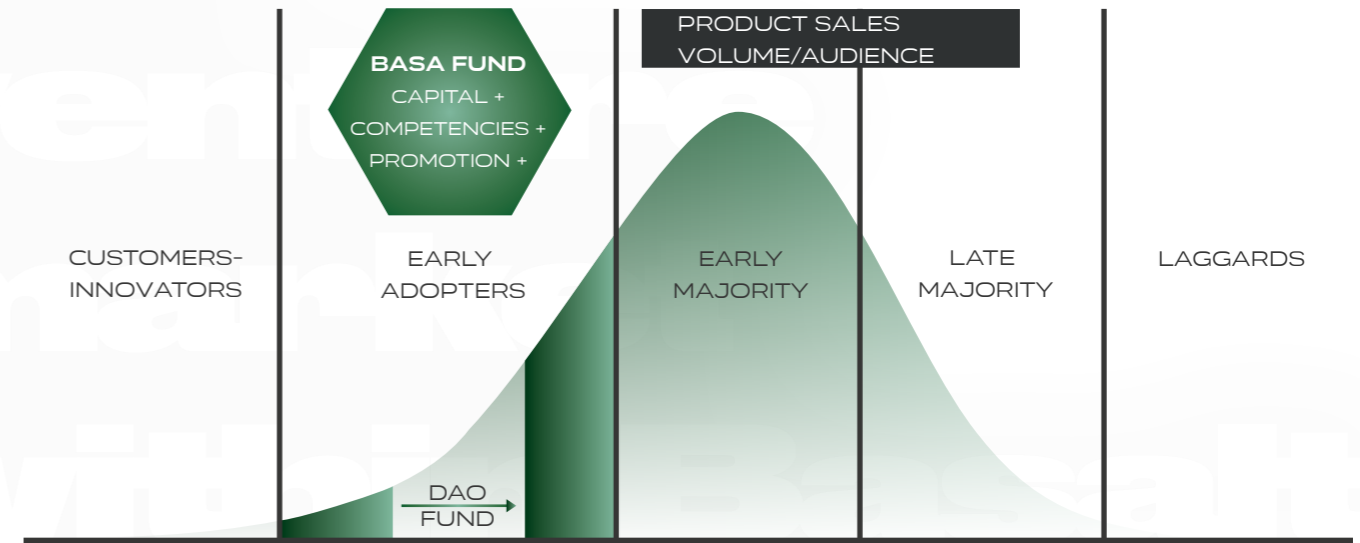 PRODUCT SALES
VOLUME/AUDIENCE
BASA FUND
CAPITAL +
COMPETENCIES +
PROMOTION +
CUSTOMERS-
INNOVATORS
EARLY
ADOPTERS
EARLY
MAJORITY
LATE
MAJORITY
LAGGARDS
DAO
FUND